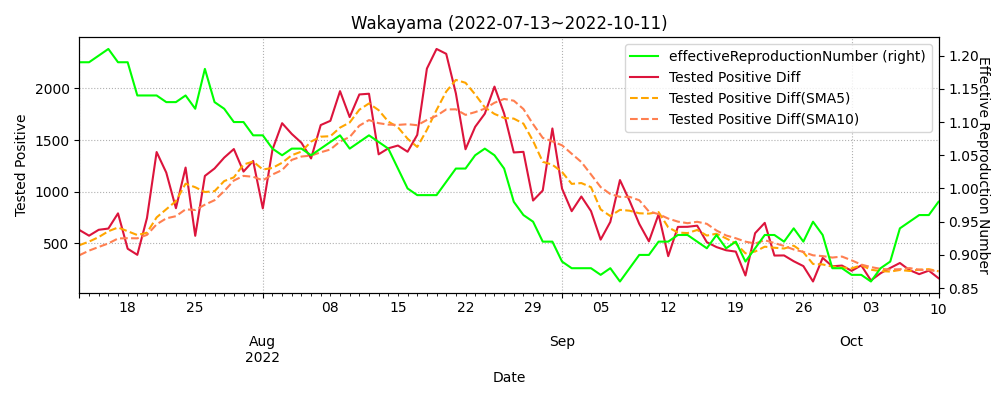 Wakayama (2022-07-13~2022-10-11)
effectiveReproductionNumber (right)
Tested Positive Diff
Tested Positive Diff(SMA5)
Tested Positive Diff(SMA10)
Tested Positive
2000
1500
1000
500
1.20
1.15
1.10
1.05
1.00
0.95
0.90
0.85
Effective Reproduction Number
18 25 08 15 22 29 05 12 19 26 03 10
Aug Sep Oct
2022
Date